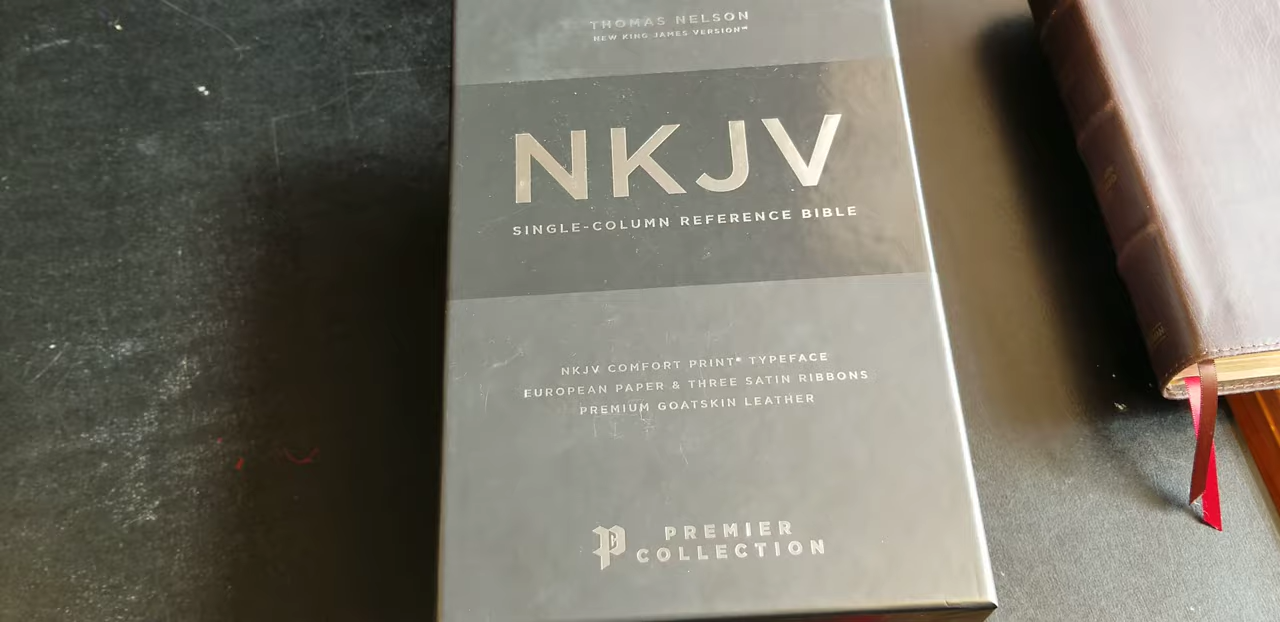 THOMAS NELSON
NEW KING JAMES VERSION℠
NKJV
SINGLE-COLUMN REFERENCE BIBLE
NKJV COMFORT PRINT® TYPEFACE
EUROPEAN PAPER & THREE SATIN RIBBONS
PREMIUM GOATSKIN LEATHER
PREMIER
COLLECTION